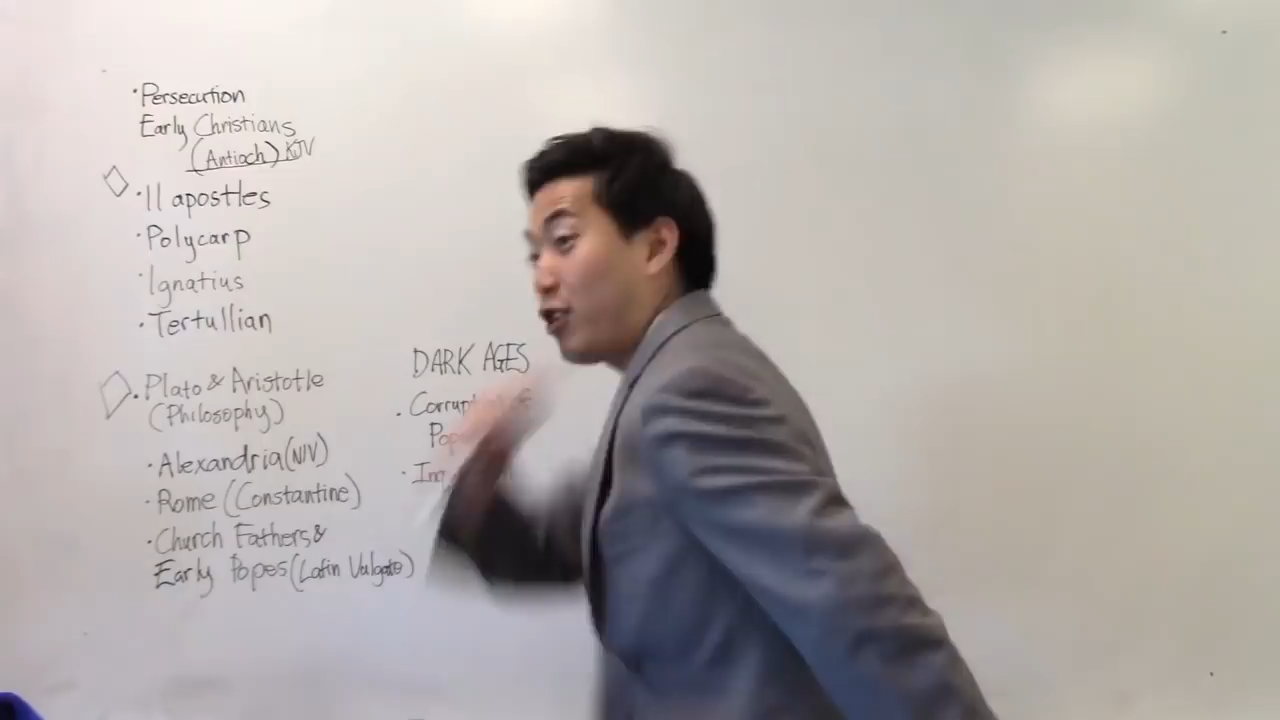 ·Persecution
Early Christians
(Antioch) KJV
·11 apostles
·Polycarp
·Ignatius
·Tertullian
·Plato & Aristotle
(Philosophy)
·Alexandria (NIV)
·Rome (Constantine)
·Church Fathers &
Early Popes (Latin Vulgate)
DARK AGES